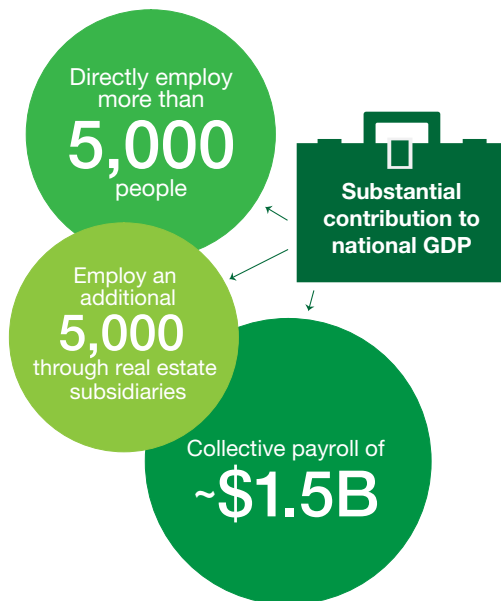 Directly employ
more than
5,000
people
Substantial
contribution to
national GDP
Employ an
additional
5,000
through real estate
subsidiaries
Collective payroll of
~$1.5B